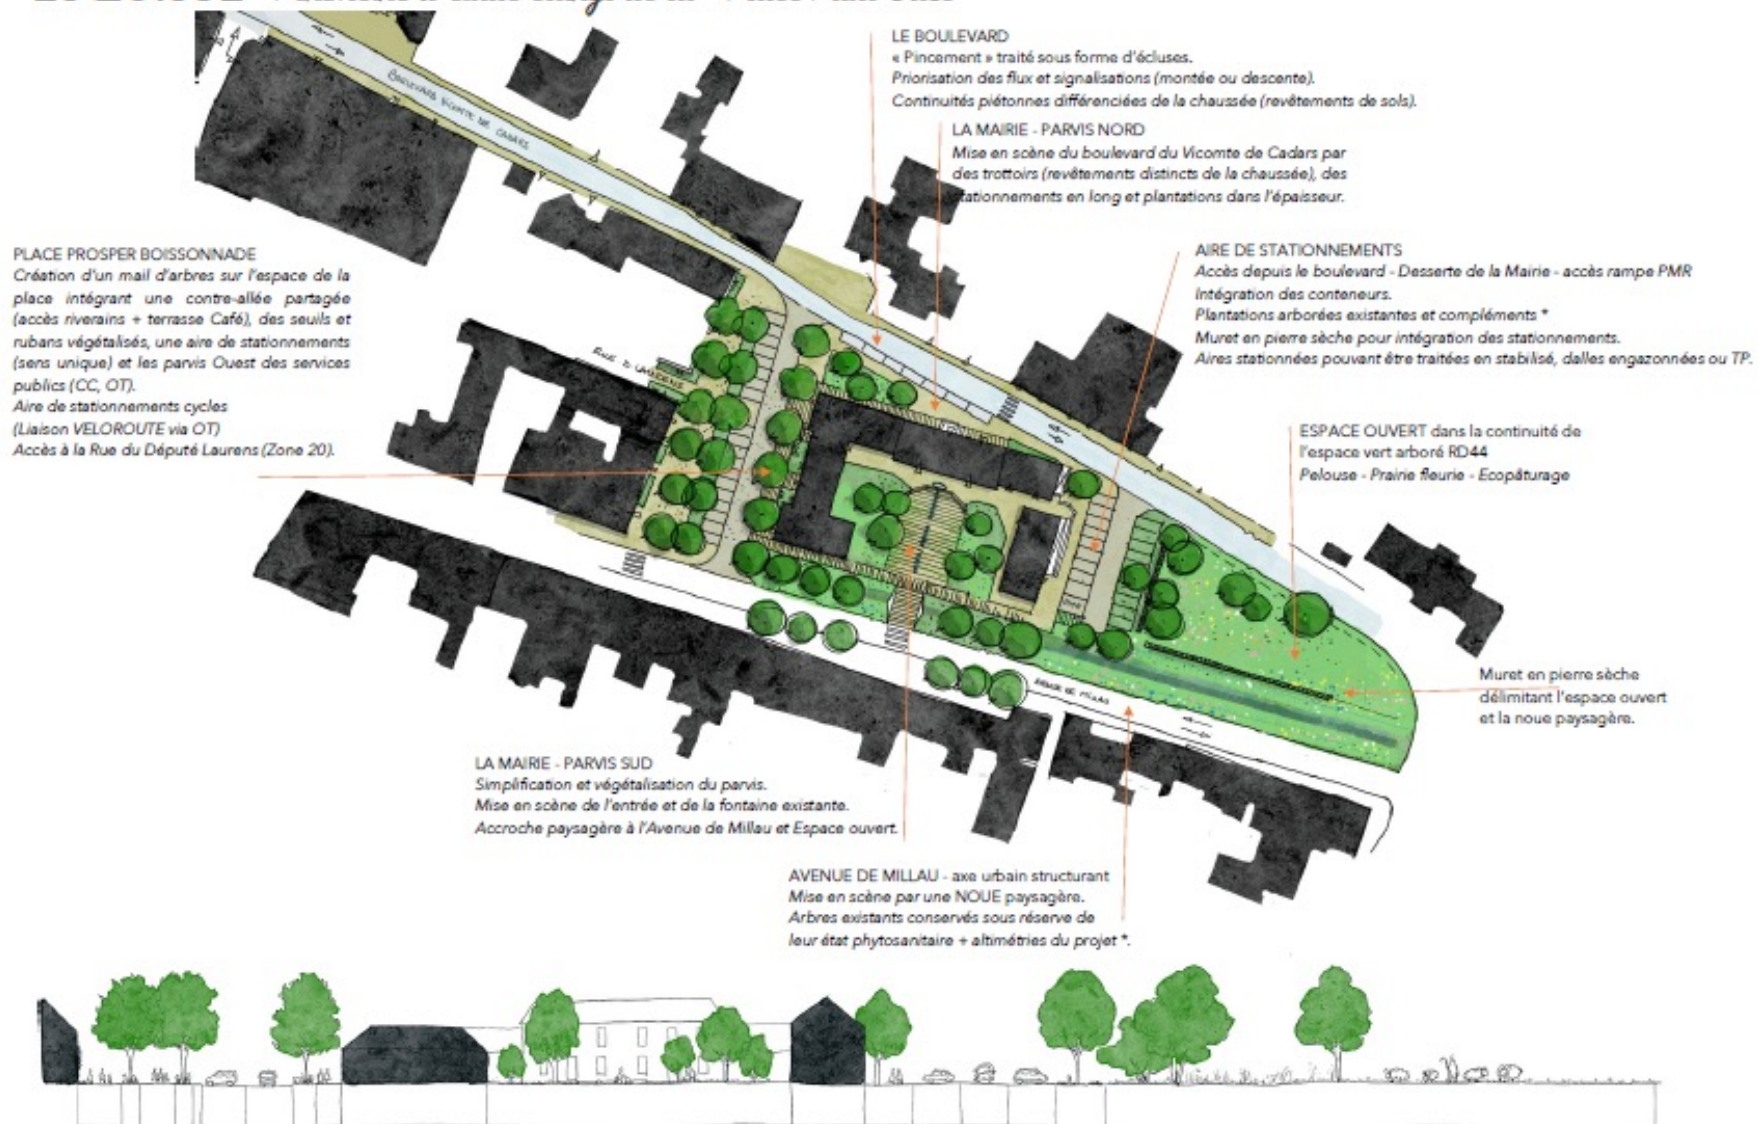 LE BOULEVARD
« Pincement » traité sous forme d'écluses.
Priorisation des flux et signalisations (montée ou descente).
Continuités piétonnes différenciées de la chaussée (revêtements de sols).
LA MAIRIE - PARVIS NORD
Mise en scène du boulevard du Vicomte de Cadars par
des trottoirs (revêtements distincts de la chaussée), des
stationnements en long et plantations dans l'épaisseur.
BOULEVARD VICOMTE DE CADARS
PLACE PROSPER BOISSONNADE
Création d'un mail d'arbres sur l'espace de la
place intégrant une contre-allée partagée
(accès riverains + terrasse Café), des seuils et
rubans végétalisés, une aire de stationnements
(sens unique) et les parvis Ouest des services
publics (CC, OT).
Aire de stationnements cycles
(Liaison VELOROUTE via OT)
Accès à la Rue du Député Laurens (Zone 20).
AIRE DE STATIONNEMENTS
Accès depuis le boulevard - Desserte de la Mairie - accès rampe PMR
Intégration des conteneurs.
Plantations arborées existantes et compléments *
Muret en pierre sèche pour intégration des stationnements.
Aires stationnées pouvant être traitées en stabilisé, dalles engazonnées ou TP.
RUE D. LAURENS
ESPACE OUVERT dans la continuité de
l'espace vert arboré RD44
Pelouse - Prairie fleurie - Ecopâturage
Muret en pierre sèche
délimitant l'espace ouvert
et la noue paysagère.
AVENUE DE MILLAU
LA MAIRIE - PARVIS SUD
Simplification et végétalisation du parvis.
Mise en scène de l'entrée et de la fontaine existante.
Accroche paysagère à l'Avenue de Millau et Espace ouvert.
AVENUE DE MILLAU - axe urbain structurant
Mise en scène par une NOUE paysagère.
Arbres existants conservés sous réserve de
leur état phytosanitaire + altimétries du projet *.